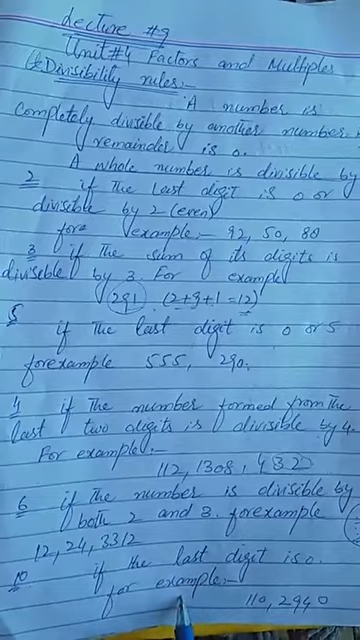 Lecture #9
Unit#4 Factors and Multiples
Divisibility rules:-
A number is
completely divisible by another number.
remainder is 0.
A whole number is divisible by
2 if the last digit is 0 or
divisible by 2 (even)
for example:- 92, 50, 80
3 if the sum of its digits is
divisible by 3. For example
291 (2+9+1=12)
5
if the last digit is 0 or 5
for example 555, 290.
4 if the number formed from the
last two digits is divisible by 4.
For example:-
112, 1308, 432
6 if the number is divisible by
both 2 and 3. for example
12, 24, 3312
10 if the last digit is 0.
for example:-
110, 2940